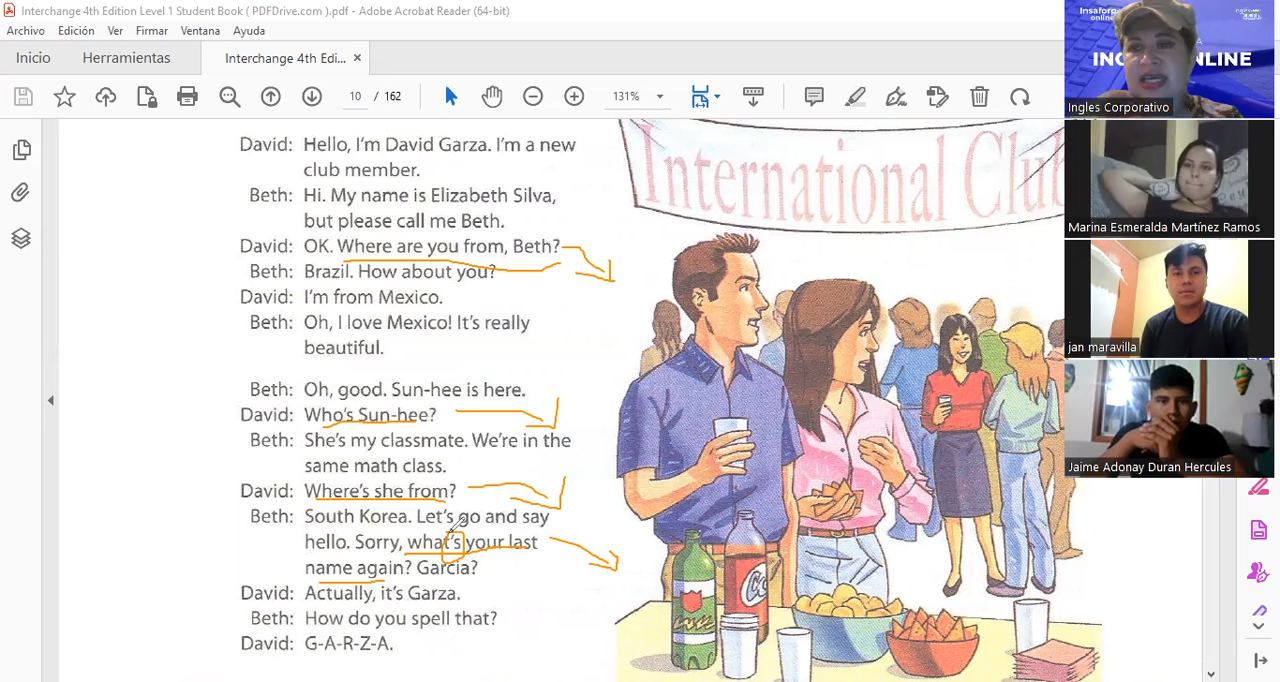 Interchange 4th Edition Level 1 Student Book ( PDFDrive.com ).pdf - Adobe Acrobat Reader (64-bit)
Archivo Edición Ver Firmar Ventana Ayuda
Inicio Herramientas Interchange 4th Edi... ×
10 / 162 131%
David: Hello, I'm David Garza. I'm a new
club member.
Beth: Hi. My name is Elizabeth Silva,
but please call me Beth.
David: OK. Where are you from, Beth?
Beth: Brazil. How about you?
David: I'm from Mexico.
Beth: Oh, I love Mexico! It's really
beautiful.
Beth: Oh, good. Sun-hee is here.
David: Who's Sun-hee?
Beth: She's my classmate. We're in the
same math class.
David: Where's she from?
Beth: South Korea. Let's go and say
hello. Sorry, what's your last
name again? Garcia?
David: Actually, it's Garza.
Beth: How do you spell that?
David: G-A-R-Z-A.
International Club
Ingles Corporativo
Marina Esmeralda Martínez Ramos
jan maravilla
Jaime Adonay Duran Hercules